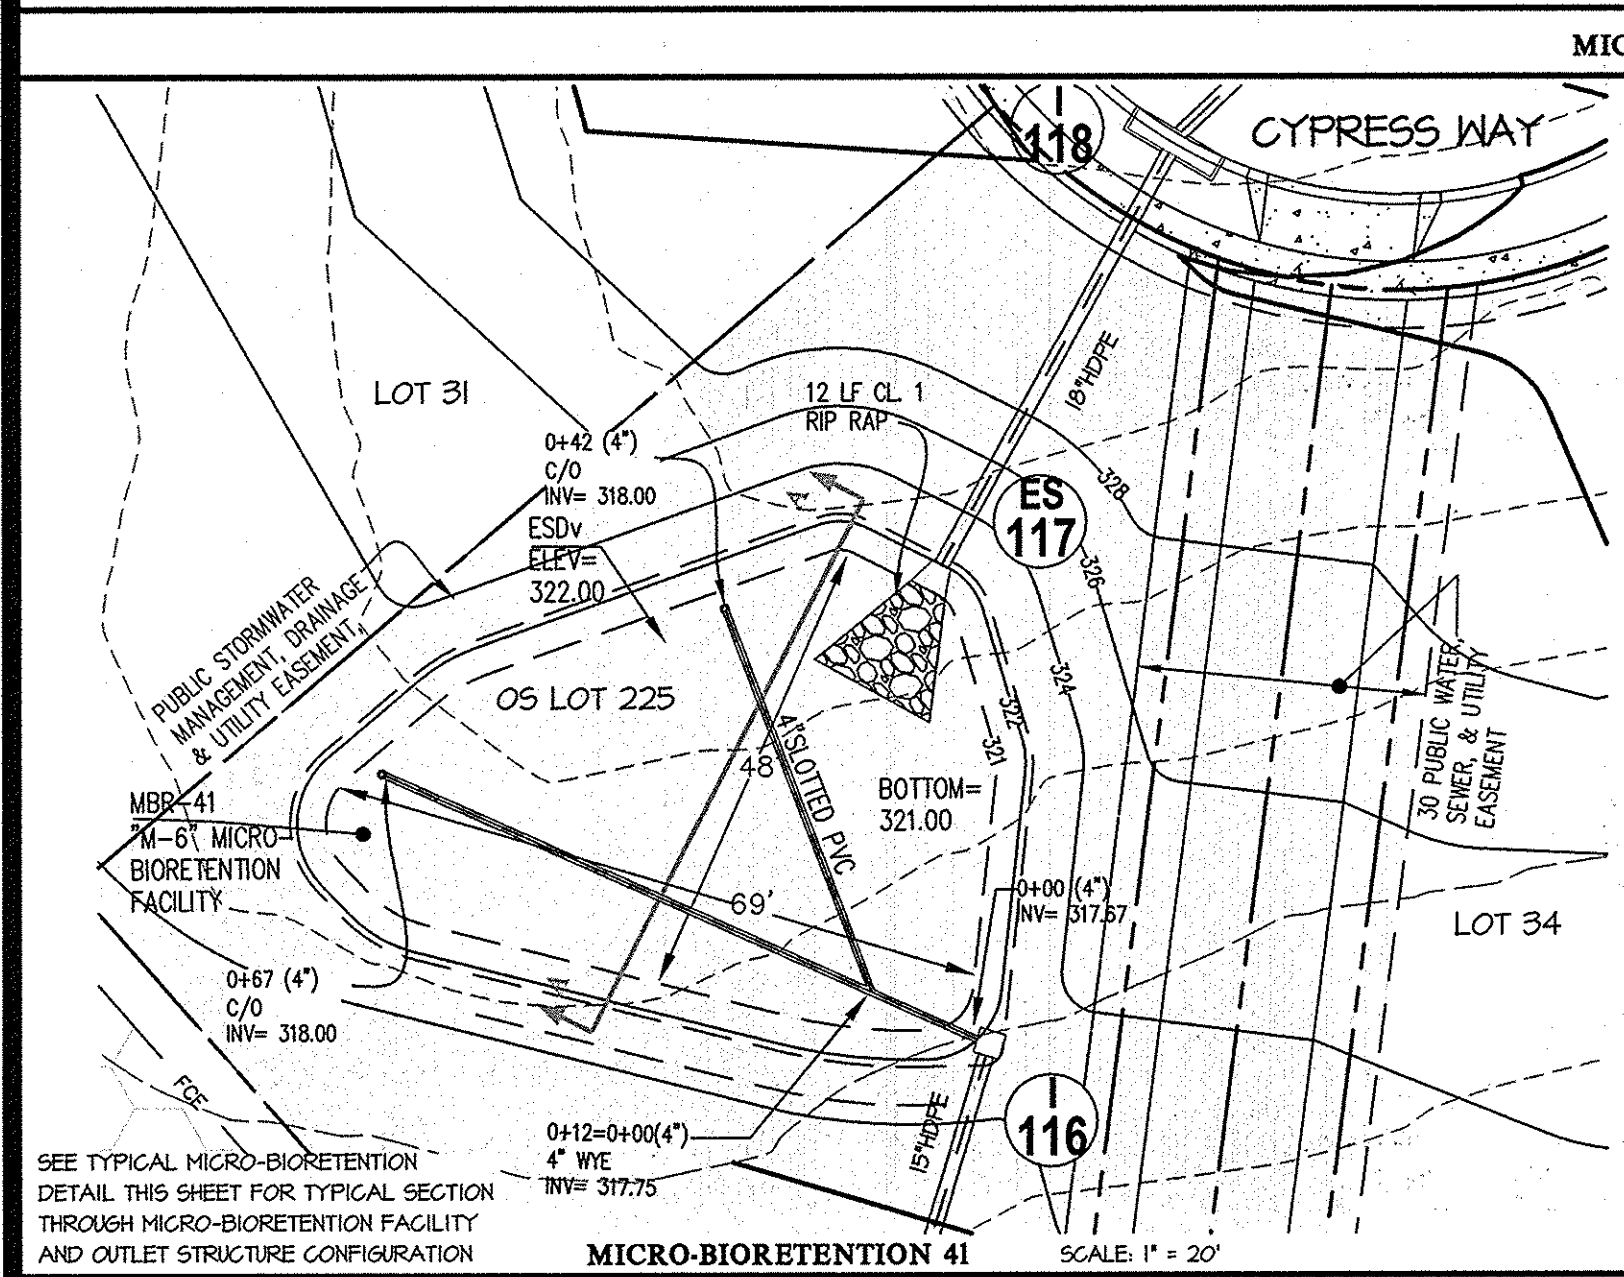 MIC
I
118
CYPRESS WAY
LOT 31
12 LF CL. 1
RIP RAP
18"HDPE
0+42 (4")
C/O
INV= 318.00
ESDv
ELEV=
322.00
ES
117
328
326
324
322
321
PUBLIC STORMWATER
MANAGEMENT, DRAINAGE
& UTILITY EASEMENT
OS LOT 225
4"SLOTTED PVC
48'
BOTTOM=
321.00
30 PUBLIC WATER,
SEWER, & UTILITY
EASEMENT
MBR-41
"M-6" MICRO-
BIORETENTION
FACILITY
69'
0+00 (4")
INV= 317.67
LOT 34
0+67 (4")
C/O
INV= 318.00
FCE
0+12=0+00(4")
4" WYE
INV= 317.75
15"HDPE
I
116
SEE TYPICAL MICRO-BIORETENTION
DETAIL THIS SHEET FOR TYPICAL SECTION
THROUGH MICRO-BIORETENTION FACILITY
AND OUTLET STRUCTURE CONFIGURATION
MICRO-BIORETENTION 41
SCALE: 1" = 20'